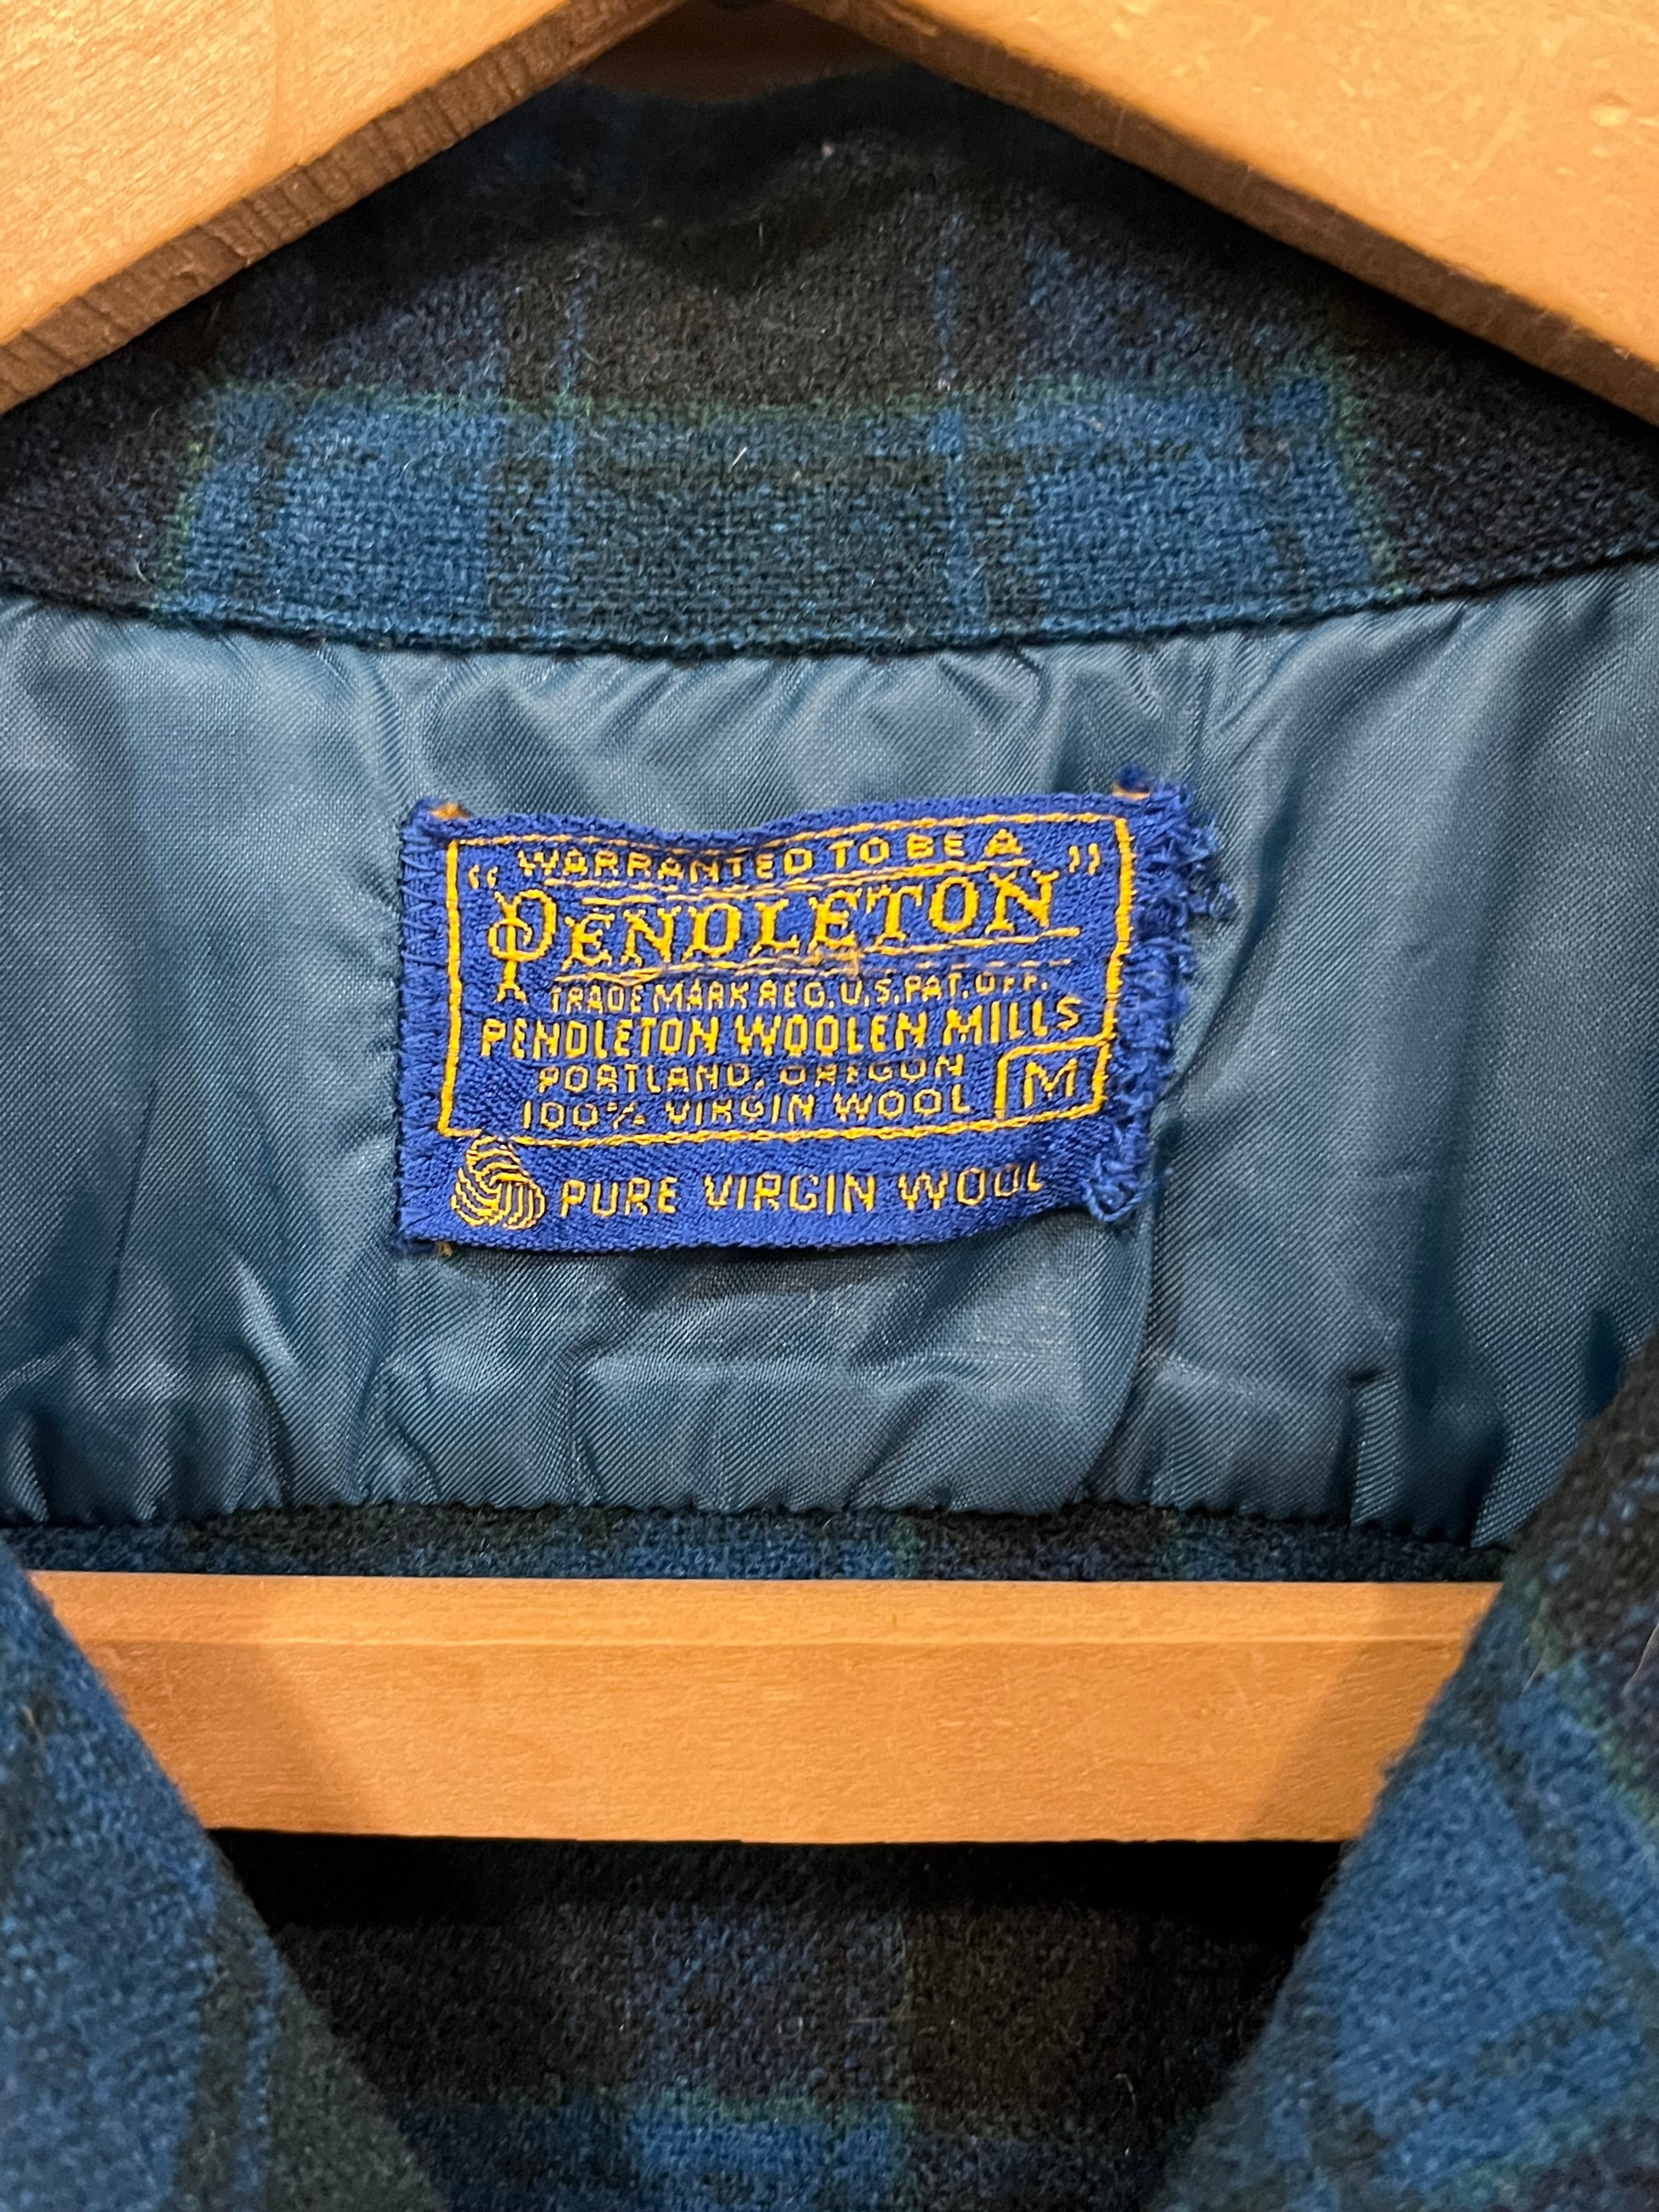 WARRANTED TO BE A
"PENDLETON"
TRADE MARK REG. U.S. PAT. OFF.
PENDLETON WOOLEN MILLS
PORTLAND, OREGON
100% VIRGIN WOOL M
PURE VIRGIN WOOL